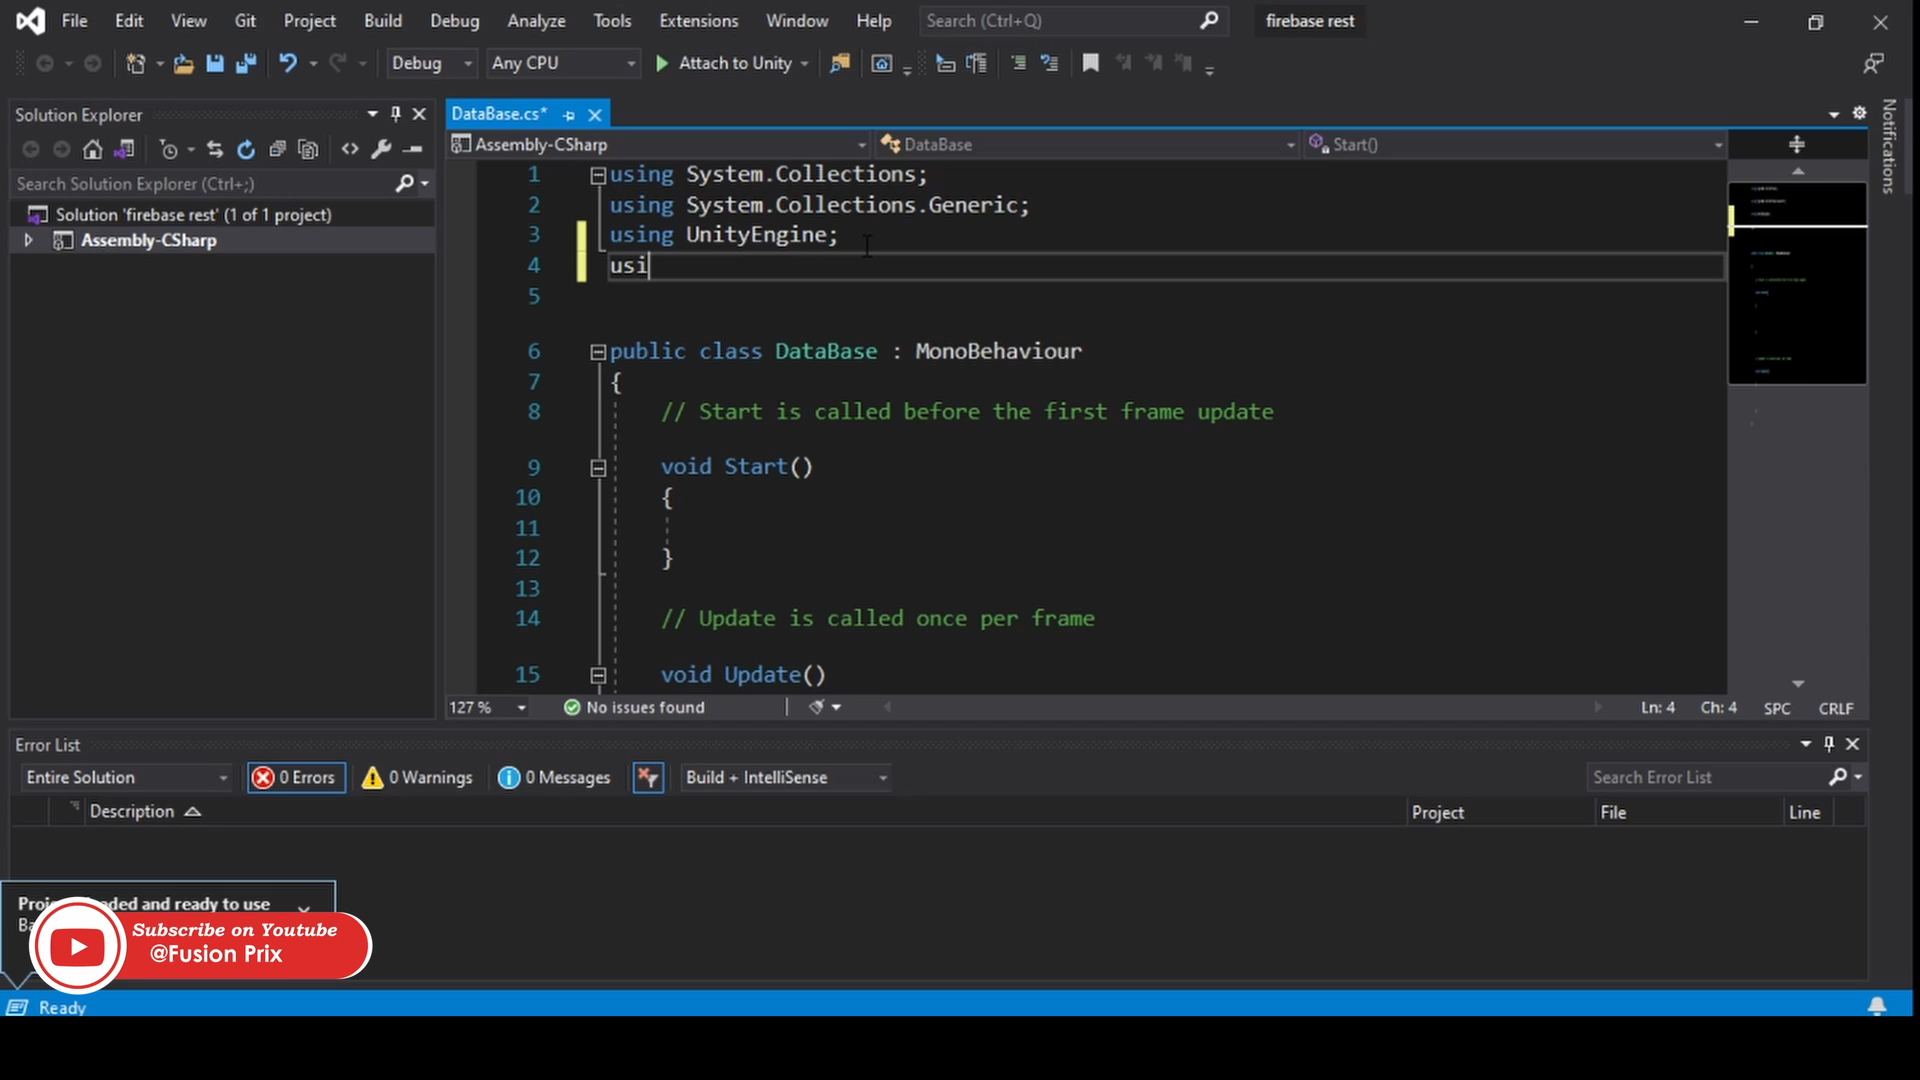 File Edit View Git Project Build Debug Analyze Tools Extensions Window Help Search (Ctrl+Q) firebase rest
Debug Any CPU Attach to Unity
Solution Explorer
Search Solution Explorer (Ctrl+;)
Solution 'firebase rest' (1 of 1 project)
Assembly-CSharp
DataBase.cs*
Assembly-CSharp DataBase Start()
1 using System.Collections;
2 using System.Collections.Generic;
3 using UnityEngine;
4 usi
5
6 public class DataBase : MonoBehaviour
7 {
8 // Start is called before the first frame update
9 void Start()
10 {
11
12 }
13
14 // Update is called once per frame
15 void Update()
127 % No issues found Ln: 4 Ch: 4 SPC CRLF
Notifications
Error List
Entire Solution 0 Errors 0 Warnings 0 Messages Build + IntelliSense Search Error List
Description Project File Line
and ready to use
Subscribe on Youtube
@Fusion Prix
Ready